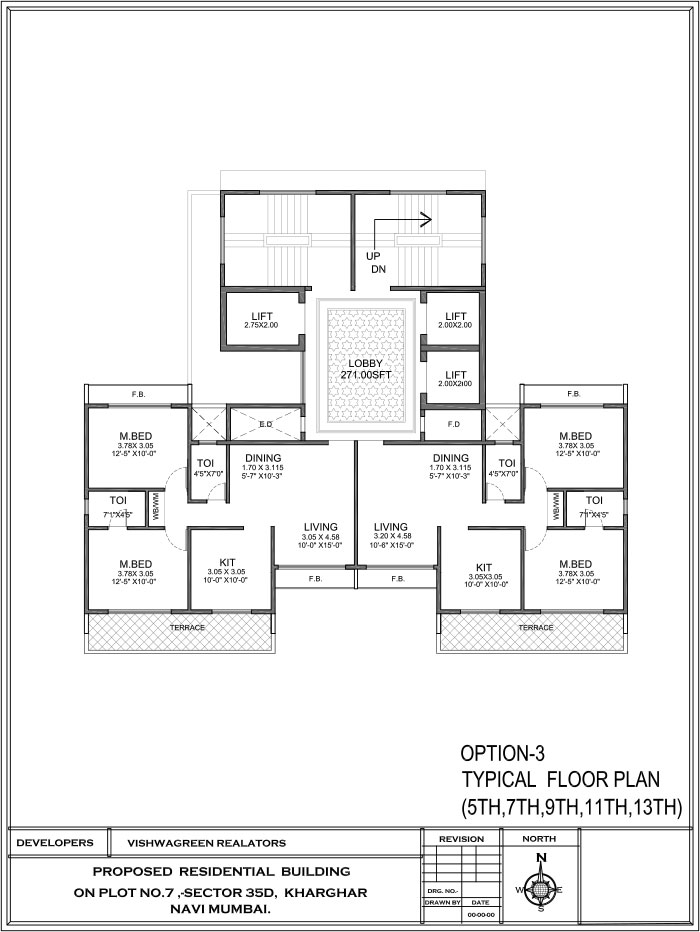 UP
DN
LIFT
2.75X2.00
LIFT
2.00X2.00
LOBBY
271.00SFT
LIFT
2.00X2.00
F.B.
F.B.
E.D
F.D
M.BED
3.78X 3.05
12'-5" X10'-0"
TOI
4'5"X7'0"
DINING
1.70 X 3.115
5'-7" X10'-3"
DINING
1.70 X 3.115
5'-7" X10'-3"
TOI
4'5"X7'0"
M.BED
3.78X 3.05
12'-5" X10'-0"
TOI
7'1"X4'5"
WB/WM
LIVING
3.05 X 4.58
10'-0" X15'-0"
LIVING
3.20 X 4.58
10'-6" X15'-0"
WB/WM
TOI
7'1"X4'5"
M.BED
3.78X 3.05
12'-5" X10'-0"
KIT
3.05 X 3.05
10'-0" X10'-0"
F.B.
F.B.
KIT
3.05X3.05
10'-0" X10'-0"
M.BED
3.78X 3.05
12'-5" X10'-0"
TERRACE
TERRACE
OPTION-3
TYPICAL FLOOR PLAN
(5TH,7TH,9TH,11TH,13TH)
DEVELOPERS
VISHWAGREEN REALATORS
PROPOSED RESIDENTIAL BUILDING
ON PLOT NO.7 ,-SECTOR 35D, KHARGHAR
NAVI MUMBAI.
REVISION
DRG. NO.-
DRAWN BY
DATE
00-00-00
NORTH
N
W
E
S